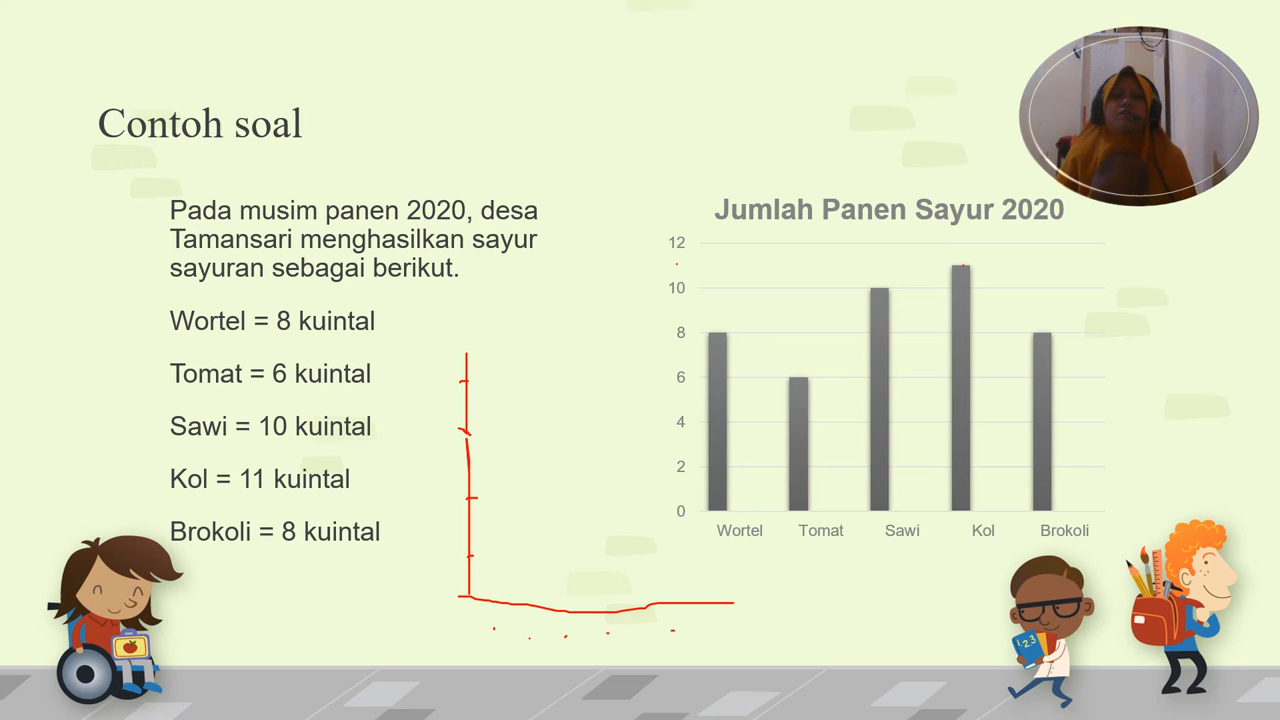 Contoh soal
Pada musim panen 2020, desa
Tamansari menghasilkan sayur
sayuran sebagai berikut.
Wortel = 8 kuintal
Tomat = 6 kuintal
Sawi = 10 kuintal
Kol = 11 kuintal
Brokoli = 8 kuintal
Jumlah Panen Sayur 2020
12
10
8
6
4
2
0
Wortel Tomat Sawi Kol Brokoli
123